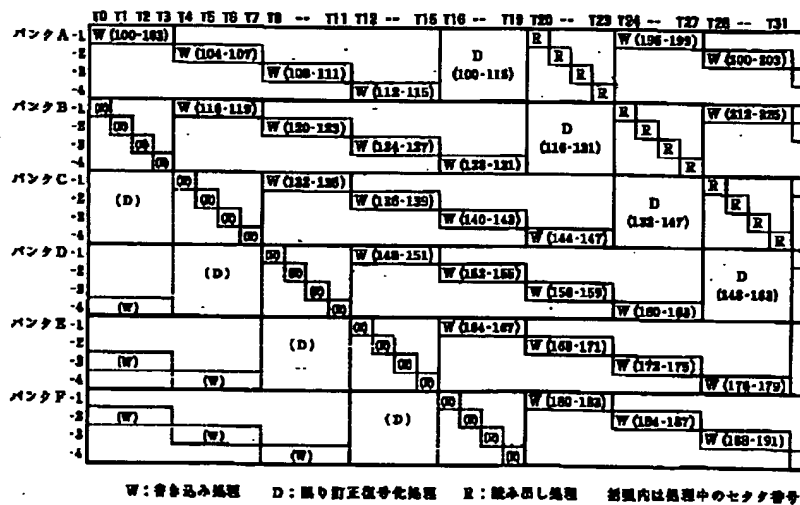 T0 T1 T2 T3 T4 T5 T6 T7 T8 -- T11 T12 -- T15 T16 -- T19 T20 -- T23 T24 -- T27 T28 -- T31
バンクA-1 W(100-103) D R W(196-199)
-2 W(104-107) (100-115) R W(200-203)
-3 W(108-111) R
-4 W(112-115) R
バンクB-1 (R) W(116-119) D R W(212-225)
-2 (R) W(120-123) (116-131) R
-3 (R) W(124-127) R
-4 (R) W(128-131) R
バンクC-1 (D) (R) W(132-135) D R
-2 (R) W(136-139) (132-147) R
-3 (R) W(140-143) R
-4 (R) W(144-147) R
バンクD-1 (D) (R) W(148-151) D
-2 (R) W(152-155) (148-163)
-3 (R) W(156-159)
-4 (W) (R) W(160-163)
バンクE-1 (D) (R) W(164-167)
-2 (R) W(168-171)
-3 (W) (R) W(172-175)
-4 (W) (R) W(176-179)
バンクF-1 (D) (R) W(180-183)
-2 (W) (R) W(184-187)
-3 (W) (R) W(188-191)
-4 (W) (R)
W:書き込み処理 D:誤り訂正復号化処理 R:読み出し処理 括弧内は処理中のセクタ番号